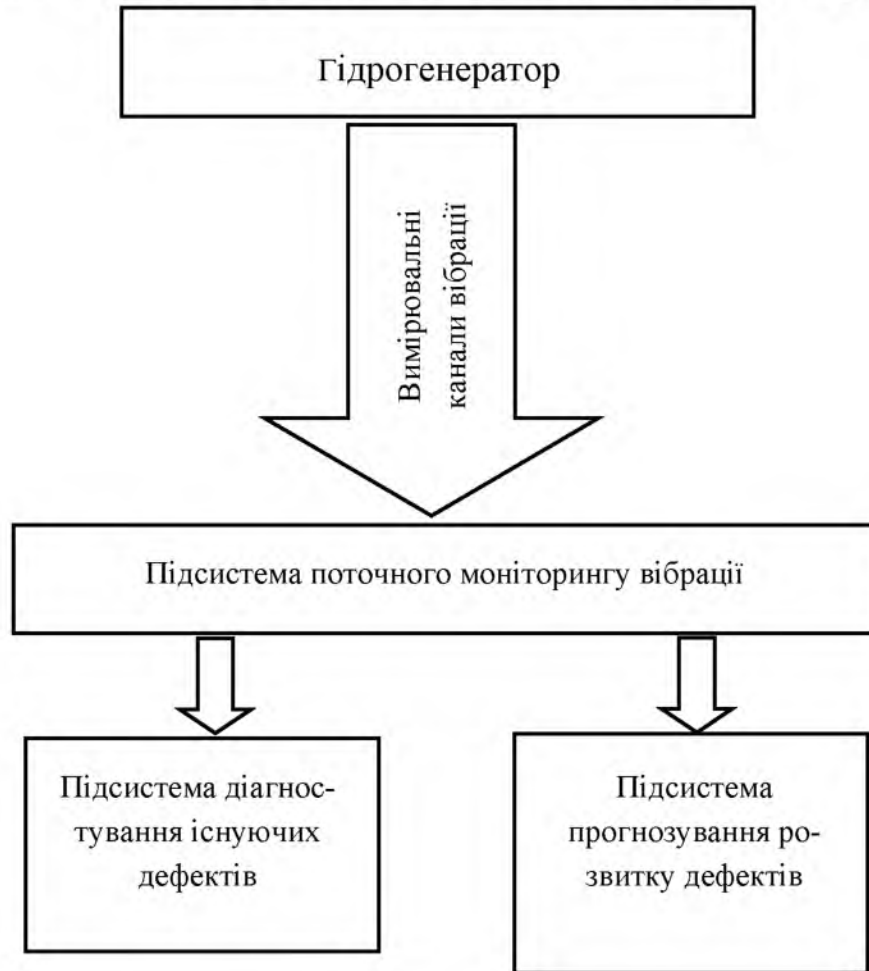 Гідрогенератор
Вимірювальні
канали вібрації
Підсистема поточного моніторингу вібрації
Підсистема діагнос-
тування існуючих
дефектів
Підсистема
прогнозування ро-
звитку дефектів